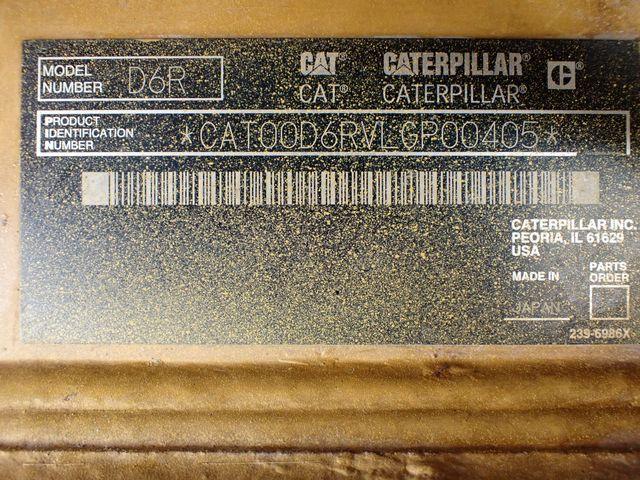 MODEL NUMBER D6R
CAT CATERPILLAR C
CAT® CATERPILLAR®
PRODUCT IDENTIFICATION NUMBER *CAT00D6RVLGP00405*
CATERPILLAR INC.
PEORIA, IL 61629
USA
MADE IN JAPAN
PARTS ORDER
239-6986X